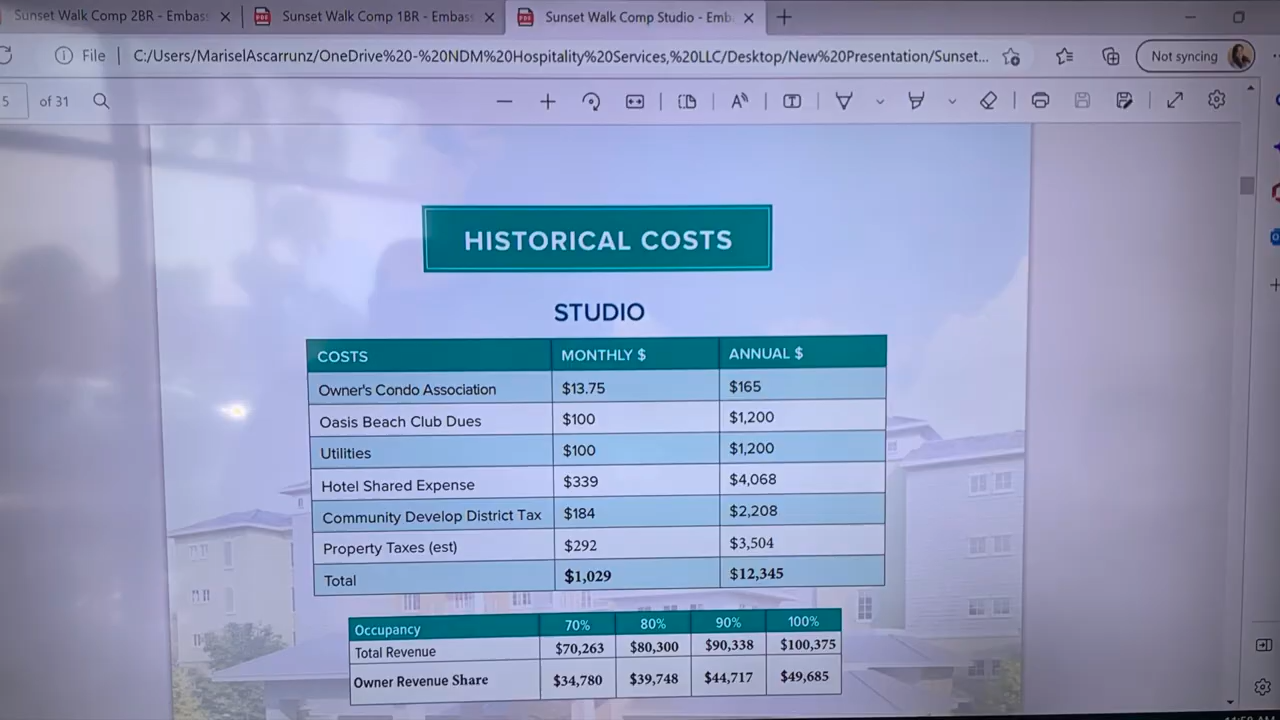 Sunset Walk Comp 2BR - Embas
Sunset Walk Comp 1BR - Embass
Sunset Walk Comp Studio - Emb
File
C:/Users/MariselAscarrunz/OneDrive%20-%20NDM%20Hospitality%20Services,%20LLC/Desktop/New%20Presentation/Sunset...
Not syncing
5 of 31
HISTORICAL COSTS
STUDIO
COSTS MONTHLY $ ANNUAL $
Owner's Condo Association $13.75 $165
Oasis Beach Club Dues $100 $1,200
Utilities $100 $1,200
Hotel Shared Expense $339 $4,068
Community Develop District Tax $184 $2,208
Property Taxes (est) $292 $3,504
Total $1,029 $12,345
Occupancy 70% 80% 90% 100%
Total Revenue $70,263 $80,300 $90,338 $100,375
Owner Revenue Share $34,780 $39,748 $44,717 $49,685